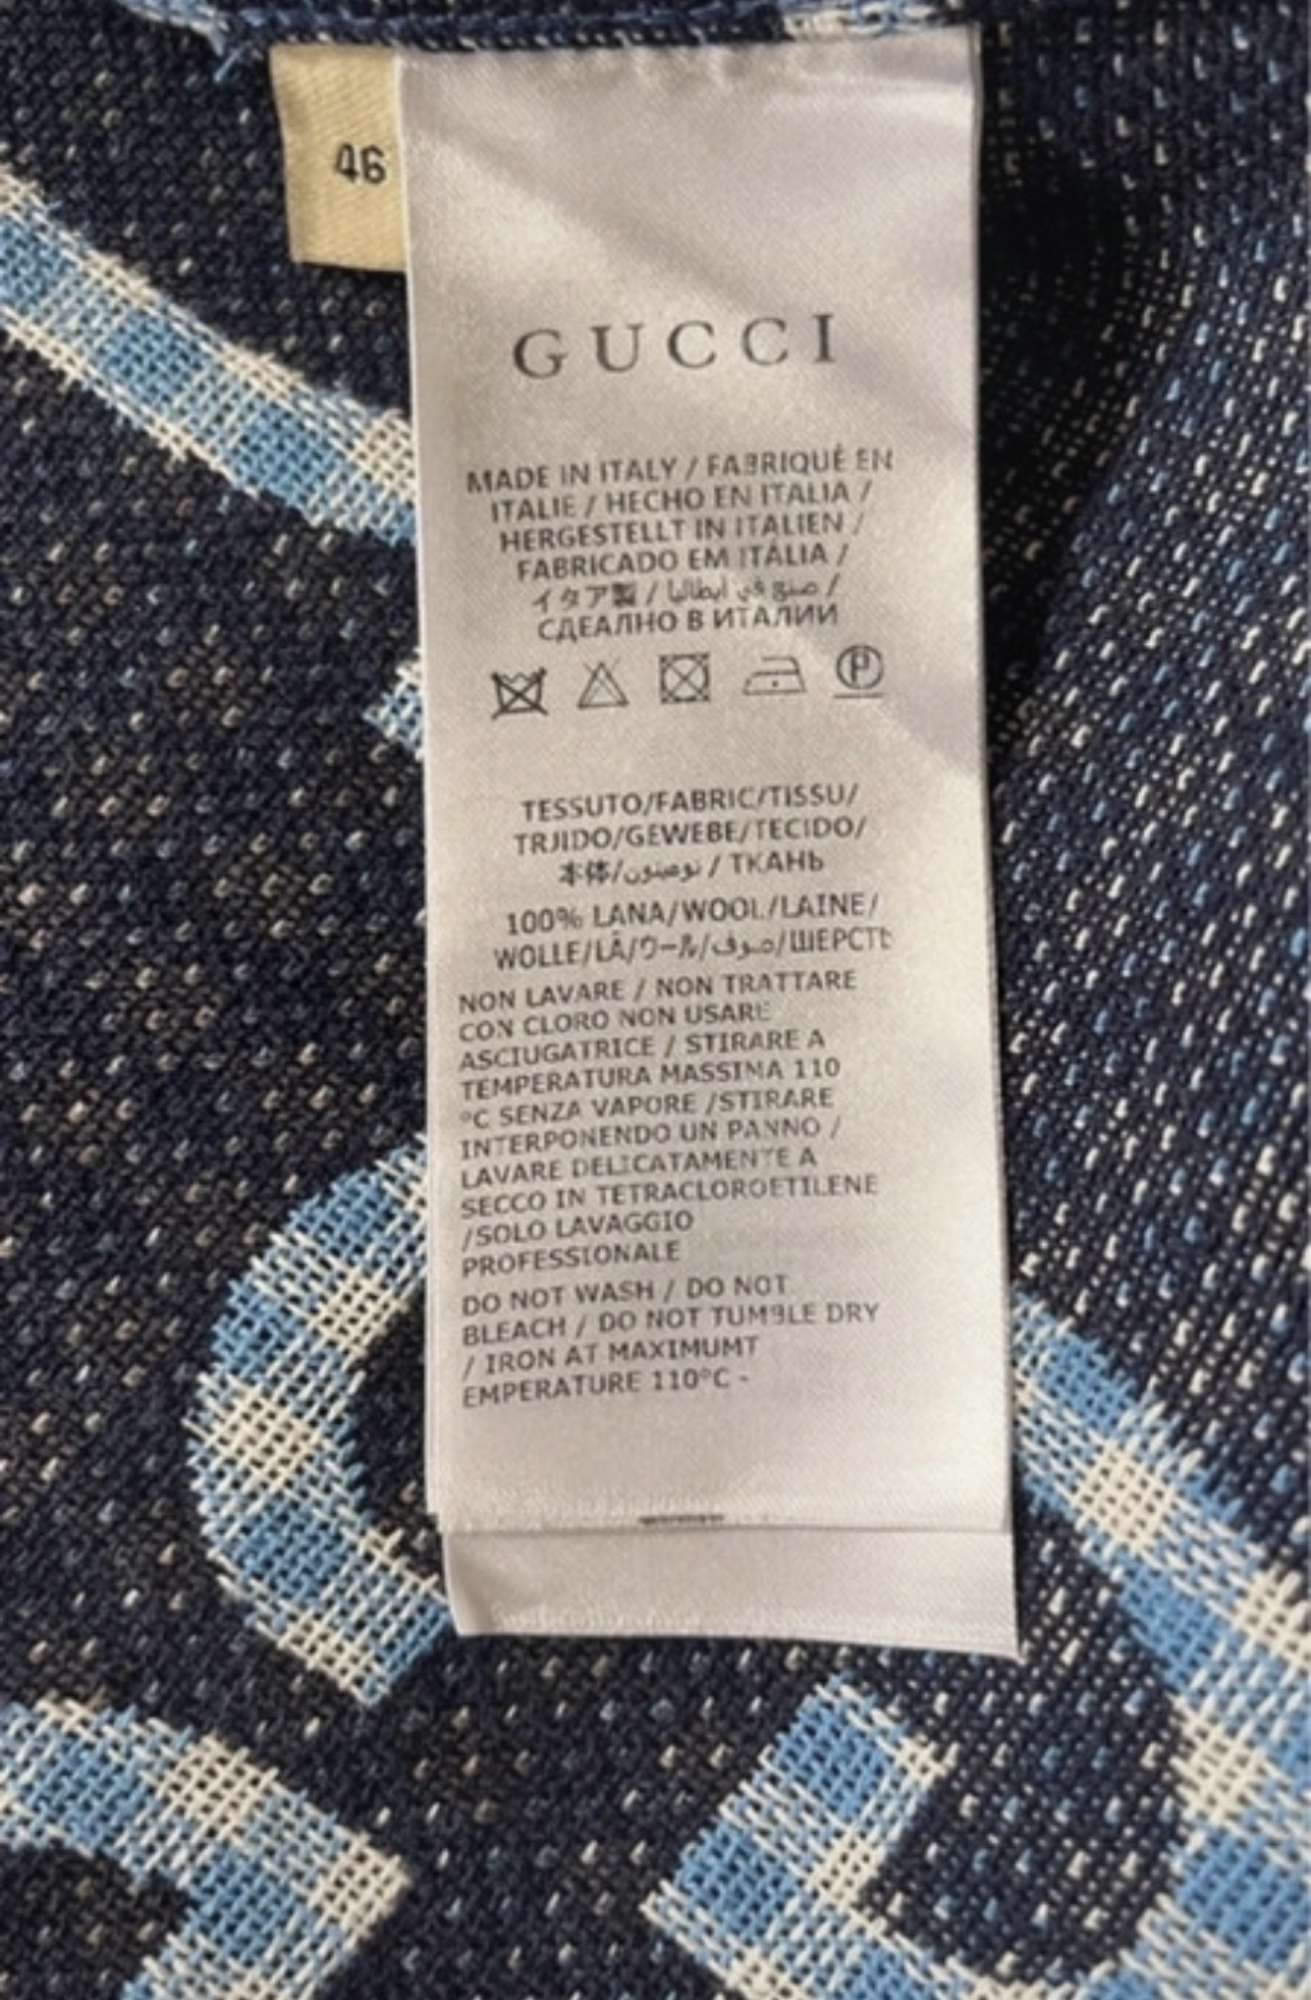 46
GUCCI
MADE IN ITALY / FABRIQUÉ EN
ITALIE / HECHO EN ITALIA /
HERGESTELLT IN ITALIEN /
FABRICADO EM ITÁLIA /
イタア製 / صنع في ايطاليا /
СДЕАЛНО В ИТАЛИИ
P
TESSUTO/FABRIC/TISSU/
TRJIDO/GEWEBE/TECIDO/
本体/ / ТКАНЬ
100% LANA/WOOL/LAINE/
WOLLE/LÂ/ウール/صوف/ШЕРСТЬ
NON LAVARE / NON TRATTARE
CON CLORO NON USARE
ASCIUGATRICE / STIRARE A
TEMPERATURA MASSIMA 110
°C SENZA VAPORE /STIRARE
INTERPONENDO UN PANNO /
LAVARE DELICATAMENTE A
SECCO IN TETRACLOROETILENE
/SOLO LAVAGGIO
PROFESSIONALE
DO NOT WASH / DO NOT
BLEACH / DO NOT TUMBLE DRY
/ IRON AT MAXIMUMT
EMPERATURE 110°C -